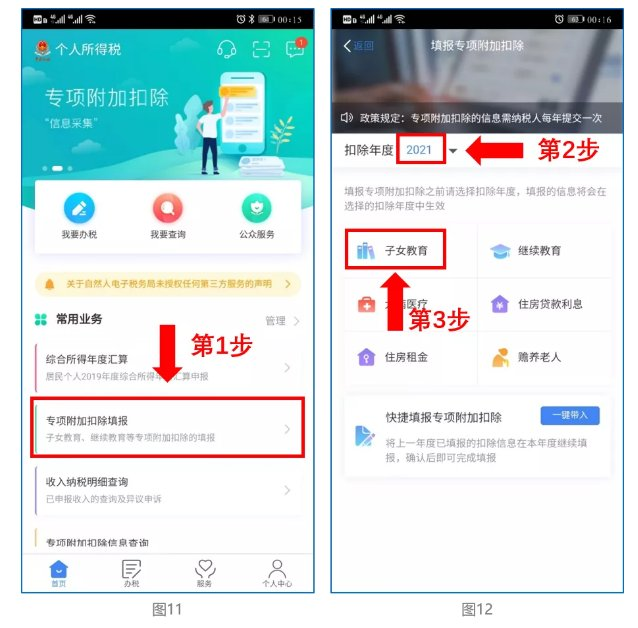 00:15
个人所得税
1
专项附加扣除
“信息采集”
我要办税
我要查询
公众服务
关于自然人电子税务局未授权任何第三方服务的声明
常用业务
管理
第1步
综合所得年度汇算
居民个人2019年度综合所得年度汇算申报
专项附加扣除填报
子女教育、继续教育等专项附加扣除的填报
收入纳税明细查询
已申报收入的查询及异议申诉
专项附加扣除信息查询
首页
办税
服务
个人中心
图11
00:16
返回
填报专项附加扣除
政策规定：专项附加扣除的信息需纳税人每年提交一次
扣除年度
2021
第2步
填报专项附加扣除之前请选择扣除年度，填报的信息将会在
选择的扣除年度中生效
子女教育
继续教育
大病医疗
第3步
住房贷款利息
住房租金
赡养老人
快捷填报专项附加扣除
一键带入
将上一年度已填报的扣除信息在本年度继续填
报，确认后即可完成填报
图12